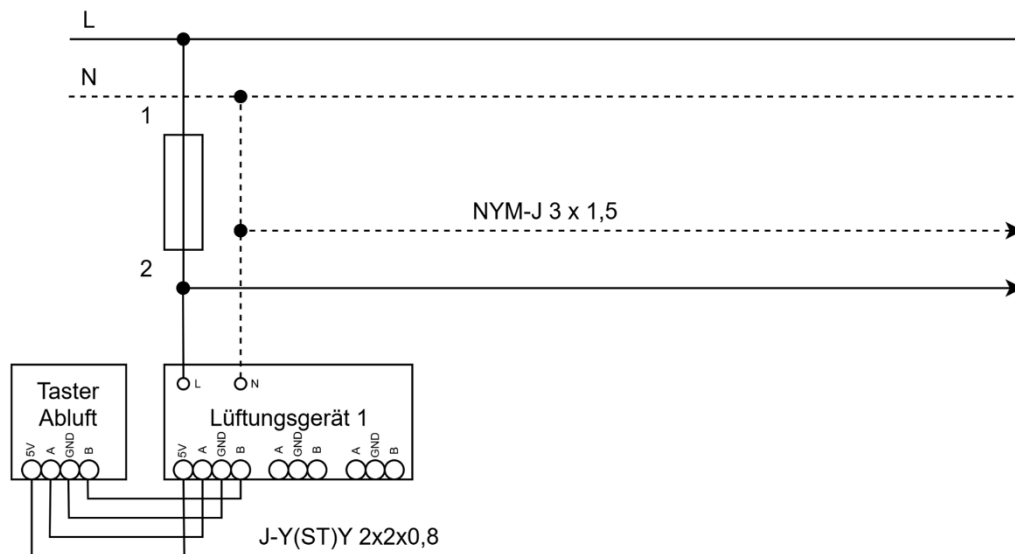 L
N
1
NYM-J 3 x 1,5
2
Taster
Abluft
5V
A
GND
B
L
N
Lüftungsgerät 1
5V
A
GND
B
A
GND
B
A
GND
B
J-Y(ST)Y 2x2x0,8